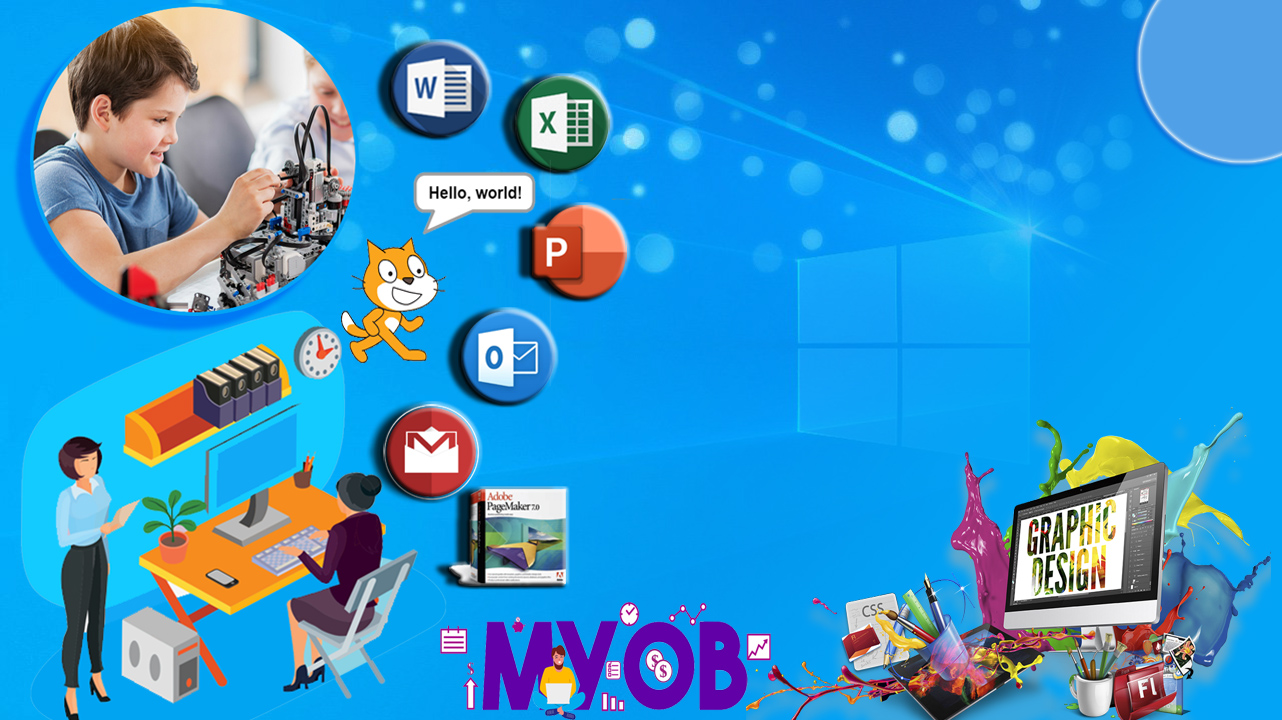 W
X
Hello, world!
P
O
Adobe
PageMaker 7.0
MYOB
GRAPHIC
DESIGN
CSS
Fl